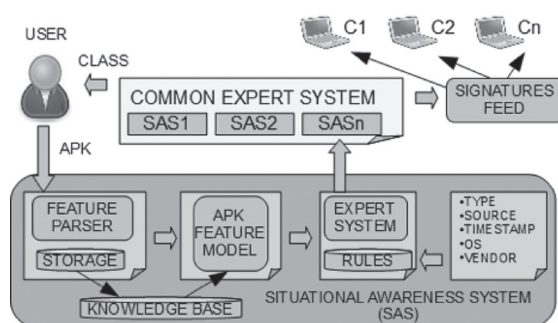 USER
C1
C2
Cn
CLASS
COMMON EXPERT SYSTEM
SAS1
SAS2
SASn
SIGNATURES
FEED
APK
FEATURE
PARSER
STORAGE
APK
FEATURE
MODEL
EXPERT
SYSTEM
RULES
•TYPE
•SOURCE
•TIMESTAMP
•OS
•VENDOR
KNOWLEDGE BASE
SITUATIONAL AWARENESS SYSTEM
(SAS)